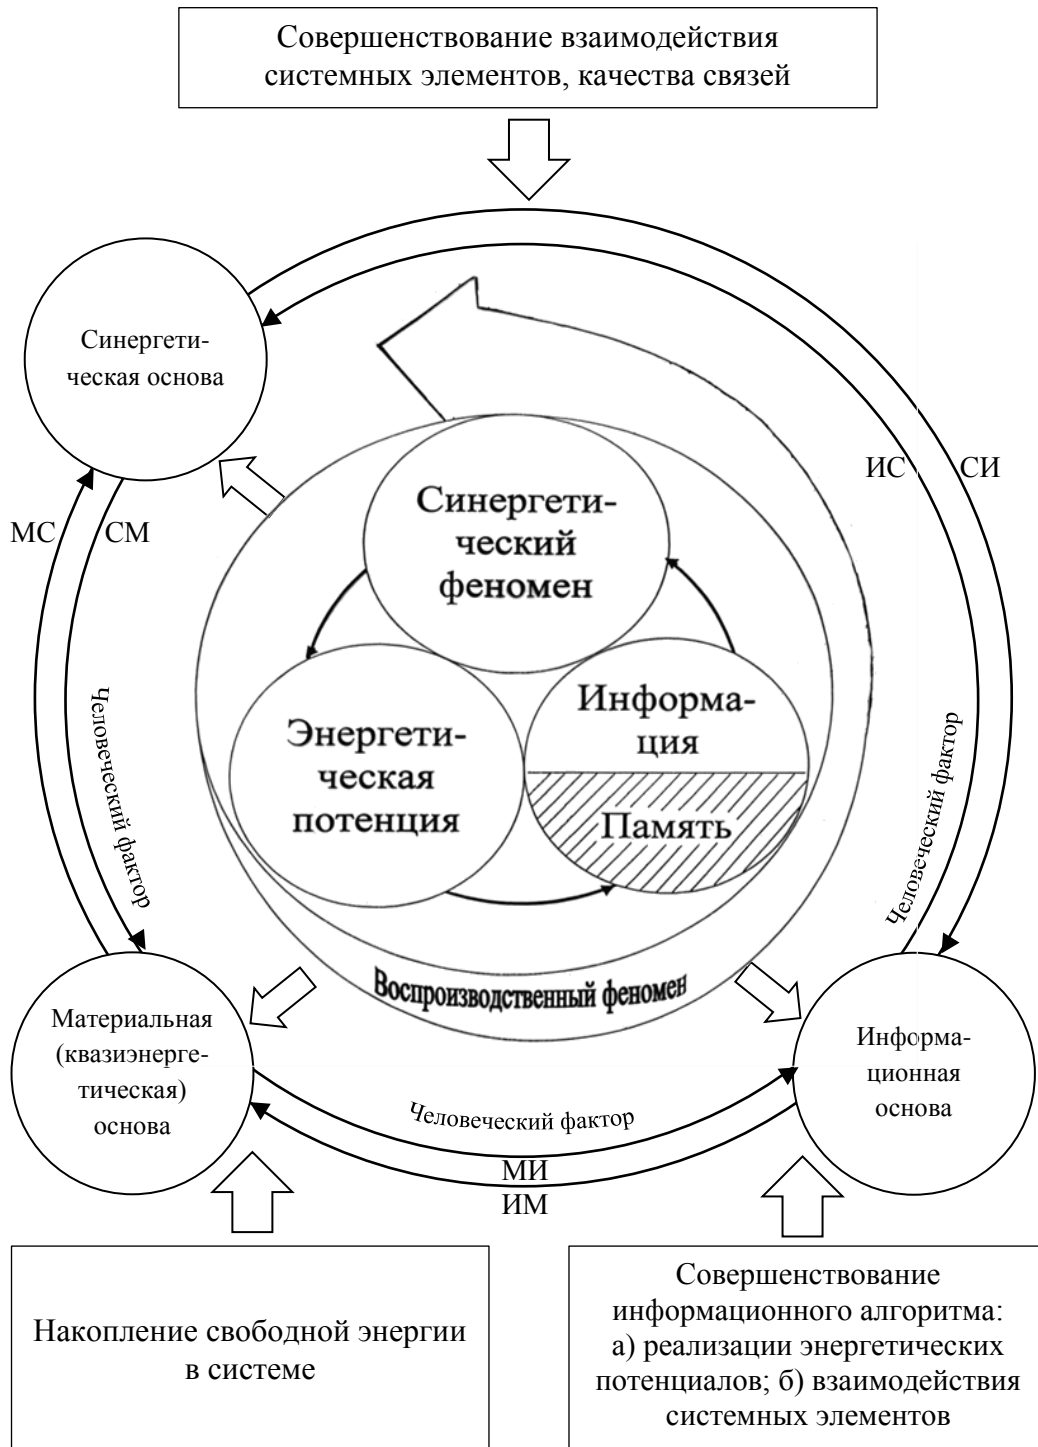 Совершенствование взаимодействия
системных элементов, качества связей
Синергети-
ческая основа
ИС
СИ
МС
СМ
Синергети-
ческий
феномен
Энергети-
ческая
потенция
Информа-
ция
Память
Человеческий фактор
Человеческий фактор
Воспроизводственный феномен
Материальная
(квазиэнерге-
тическая)
основа
Информа-
ционная
основа
Человеческий фактор
МИ
ИМ
Накопление свободной энергии
в системе
Совершенствование
информационного алгоритма:
а) реализации энергетических
потенциалов; б) взаимодействия
системных элементов